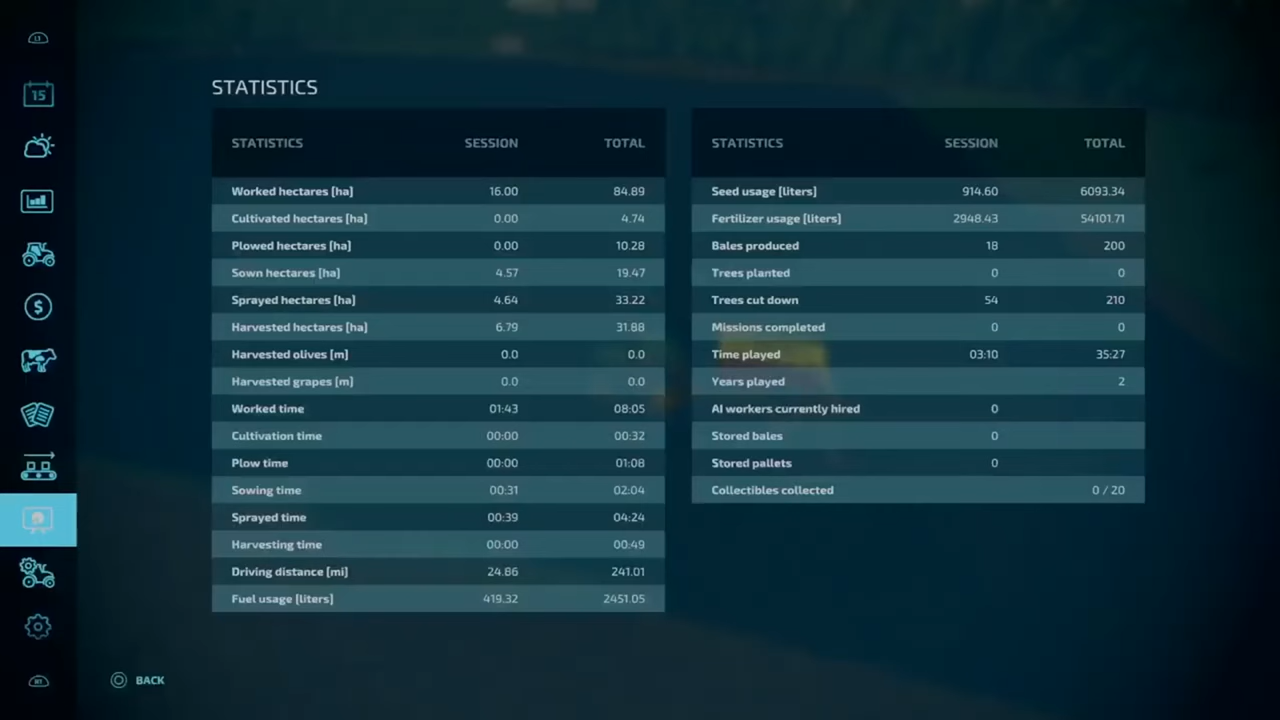 LT
15
STATISTICS
STATISTICS SESSION TOTAL
Worked hectares [ha] 16.00 84.89
Cultivated hectares [ha] 0.00 4.74
Plowed hectares [ha] 0.00 10.28
Sown hectares [ha] 4.57 19.47
Sprayed hectares [ha] 4.64 33.22
Harvested hectares [ha] 6.79 31.88
Harvested olives [m] 0.0 0.0
Harvested grapes [m] 0.0 0.0
Worked time 01:43 08:05
Cultivation time 00:00 00:32
Plow time 00:00 01:08
Sowing time 00:31 02:04
Sprayed time 00:39 04:24
Harvesting time 00:00 00:49
Driving distance [mi] 24.86 241.01
Fuel usage [liters] 419.32 2451.05
STATISTICS SESSION TOTAL
Seed usage [liters] 914.60 6093.34
Fertilizer usage [liters] 2948.43 54101.71
Bales produced 18 200
Trees planted 0 0
Trees cut down 54 210
Missions completed 0 0
Time played 03:10 35:27
Years played 2
AI workers currently hired 0
Stored bales 0
Stored pallets 0
Collectibles collected 0 / 20
RT
BACK